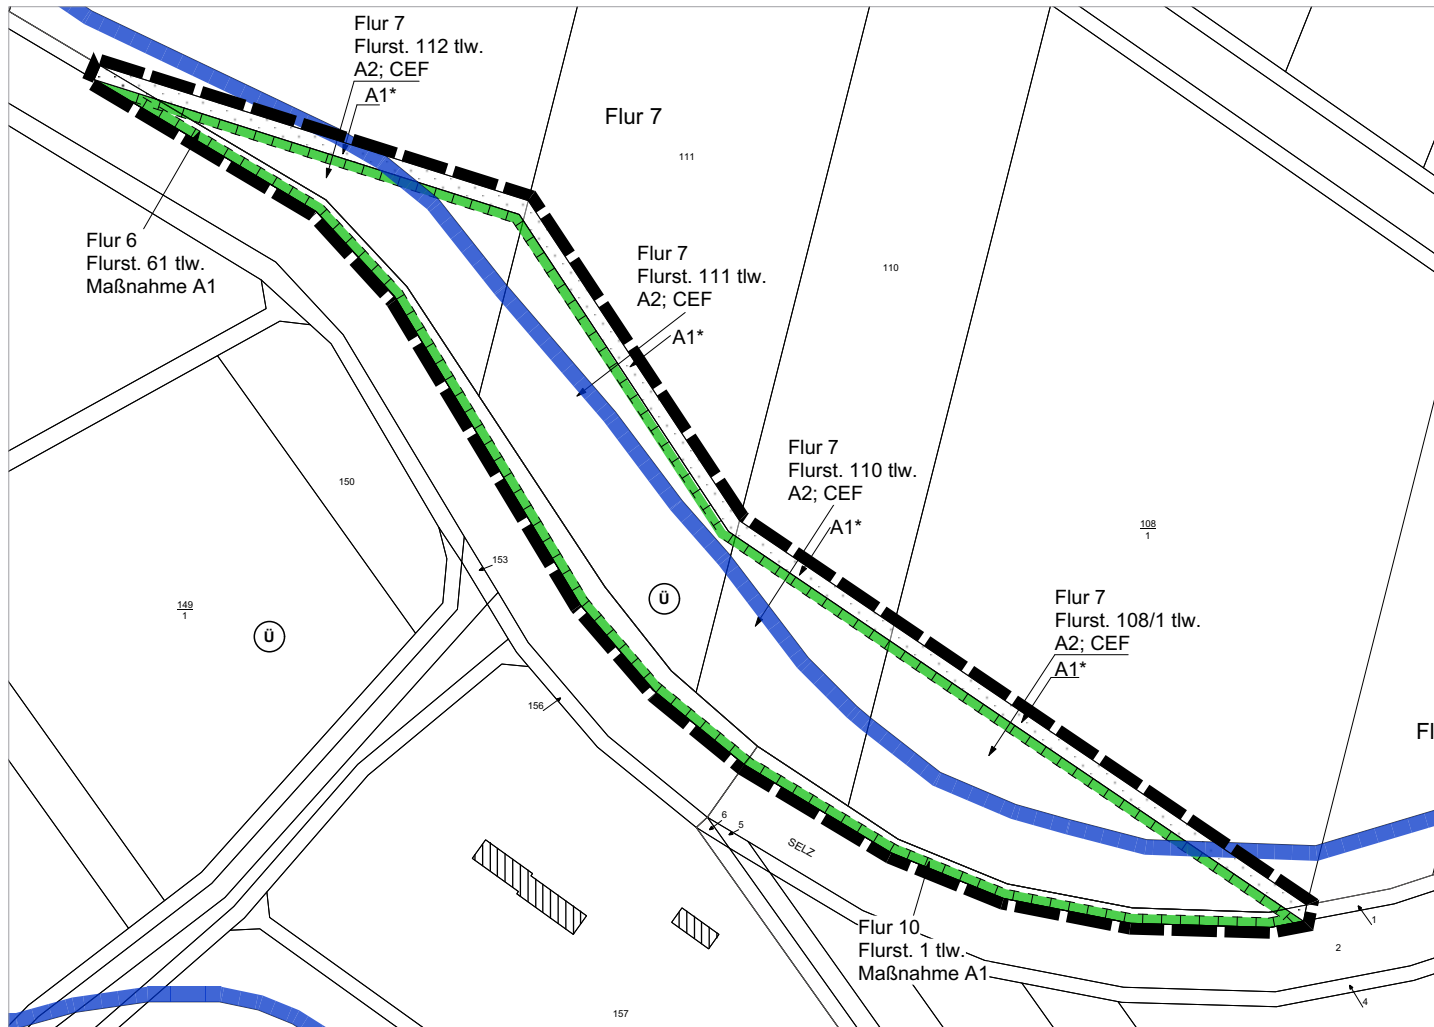 Flur 7
Flurst. 112 tlw.
A2; CEF
A1*
Flur 7
111
Flur 6
Flurst. 61 tlw.
Maßnahme A1
Flur 7
Flurst. 111 tlw.
A2; CEF
A1*
110
Flur 7
Flurst. 110 tlw.
A2; CEF
A1*
150
108
1
153
149
1
Ü
Ü
Flur 7
Flurst. 108/1 tlw.
A2; CEF
A1*
156
Fl
6
5
SELZ
Flur 10
Flurst. 1 tlw.
Maßnahme A1
1
2
4
157